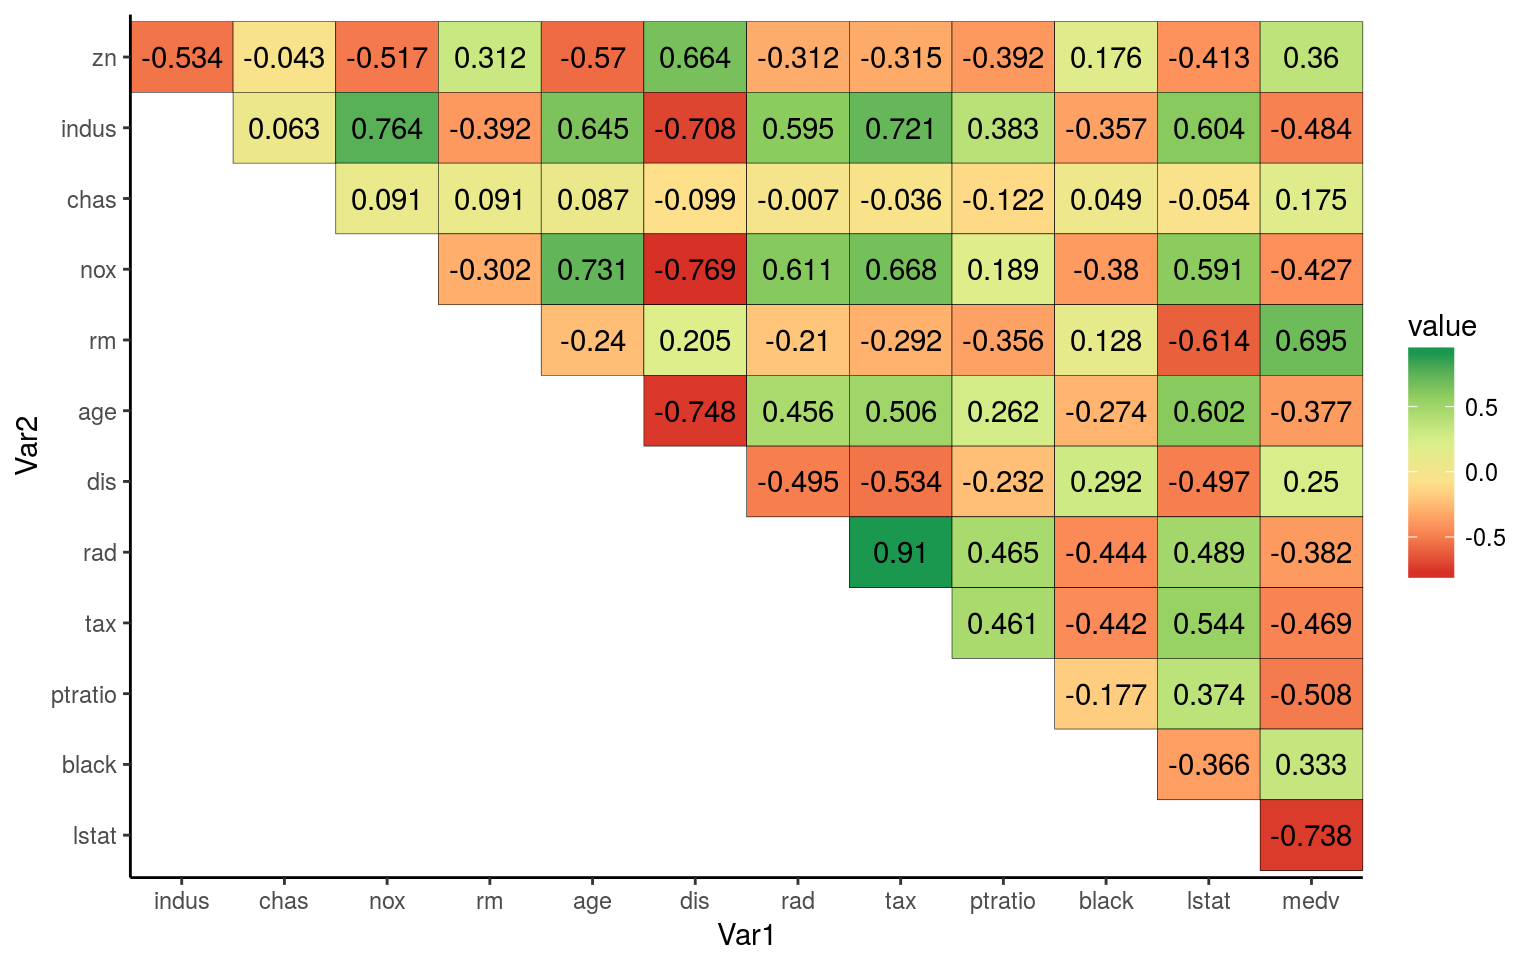 zn -0.534 -0.043 -0.517 0.312 -0.57 0.664 -0.312 -0.315 -0.392 0.176 -0.413 0.36
indus 0.063 0.764 -0.392 0.645 -0.708 0.595 0.721 0.383 -0.357 0.604 -0.484
chas 0.091 0.091 0.087 -0.099 -0.007 -0.036 -0.122 0.049 -0.054 0.175
nox -0.302 0.731 -0.769 0.611 0.668 0.189 -0.38 0.591 -0.427
rm -0.24 0.205 -0.21 -0.292 -0.356 0.128 -0.614 0.695
age -0.748 0.456 0.506 0.262 -0.274 0.602 -0.377
dis -0.495 -0.534 -0.232 0.292 -0.497 0.25
rad 0.91 0.465 -0.444 0.489 -0.382
tax 0.461 -0.442 0.544 -0.469
ptratio -0.177 0.374 -0.508
black -0.366 0.333
lstat -0.738
indus chas nox rm age dis rad tax ptratio black lstat medv
Var1
Var2
value
0.5
0.0
-0.5